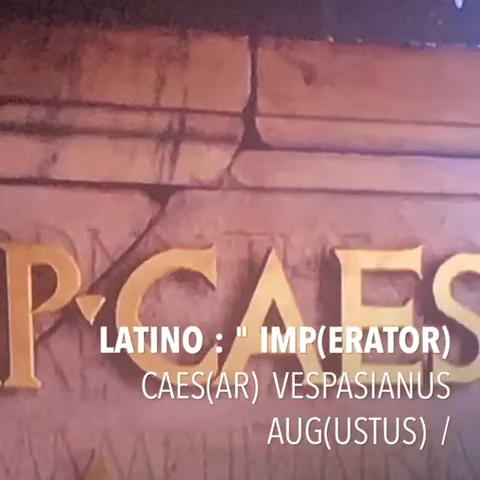 P·CAES
LATINO : " IMP(ERATOR)
CAES(AR) VESPASIANUS
AUG(USTUS) /